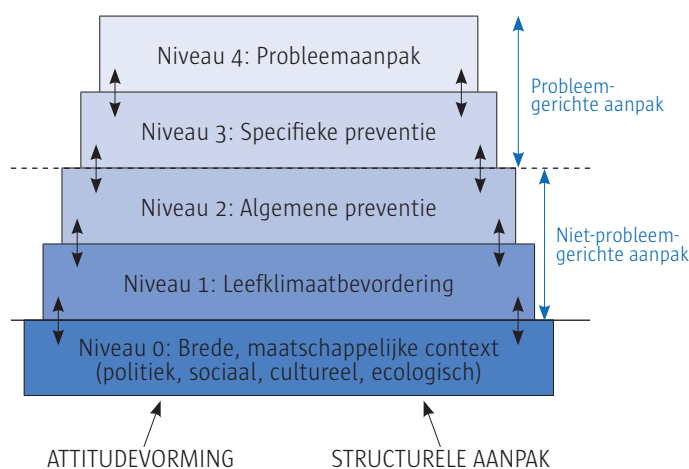 Niveau 4: Probleemaanpak
Probleem-
gerichte aanpak
Niveau 3: Specifieke preventie
Niveau 2: Algemene preventie
Niet-probleem-
gerichte aanpak
Niveau 1: Leefklimaatbevordering
Niveau 0: Brede, maatschappelijke context
(politiek, sociaal, cultureel, ecologisch)
ATTITUDEVORMING
STRUCTURELE AANPAK